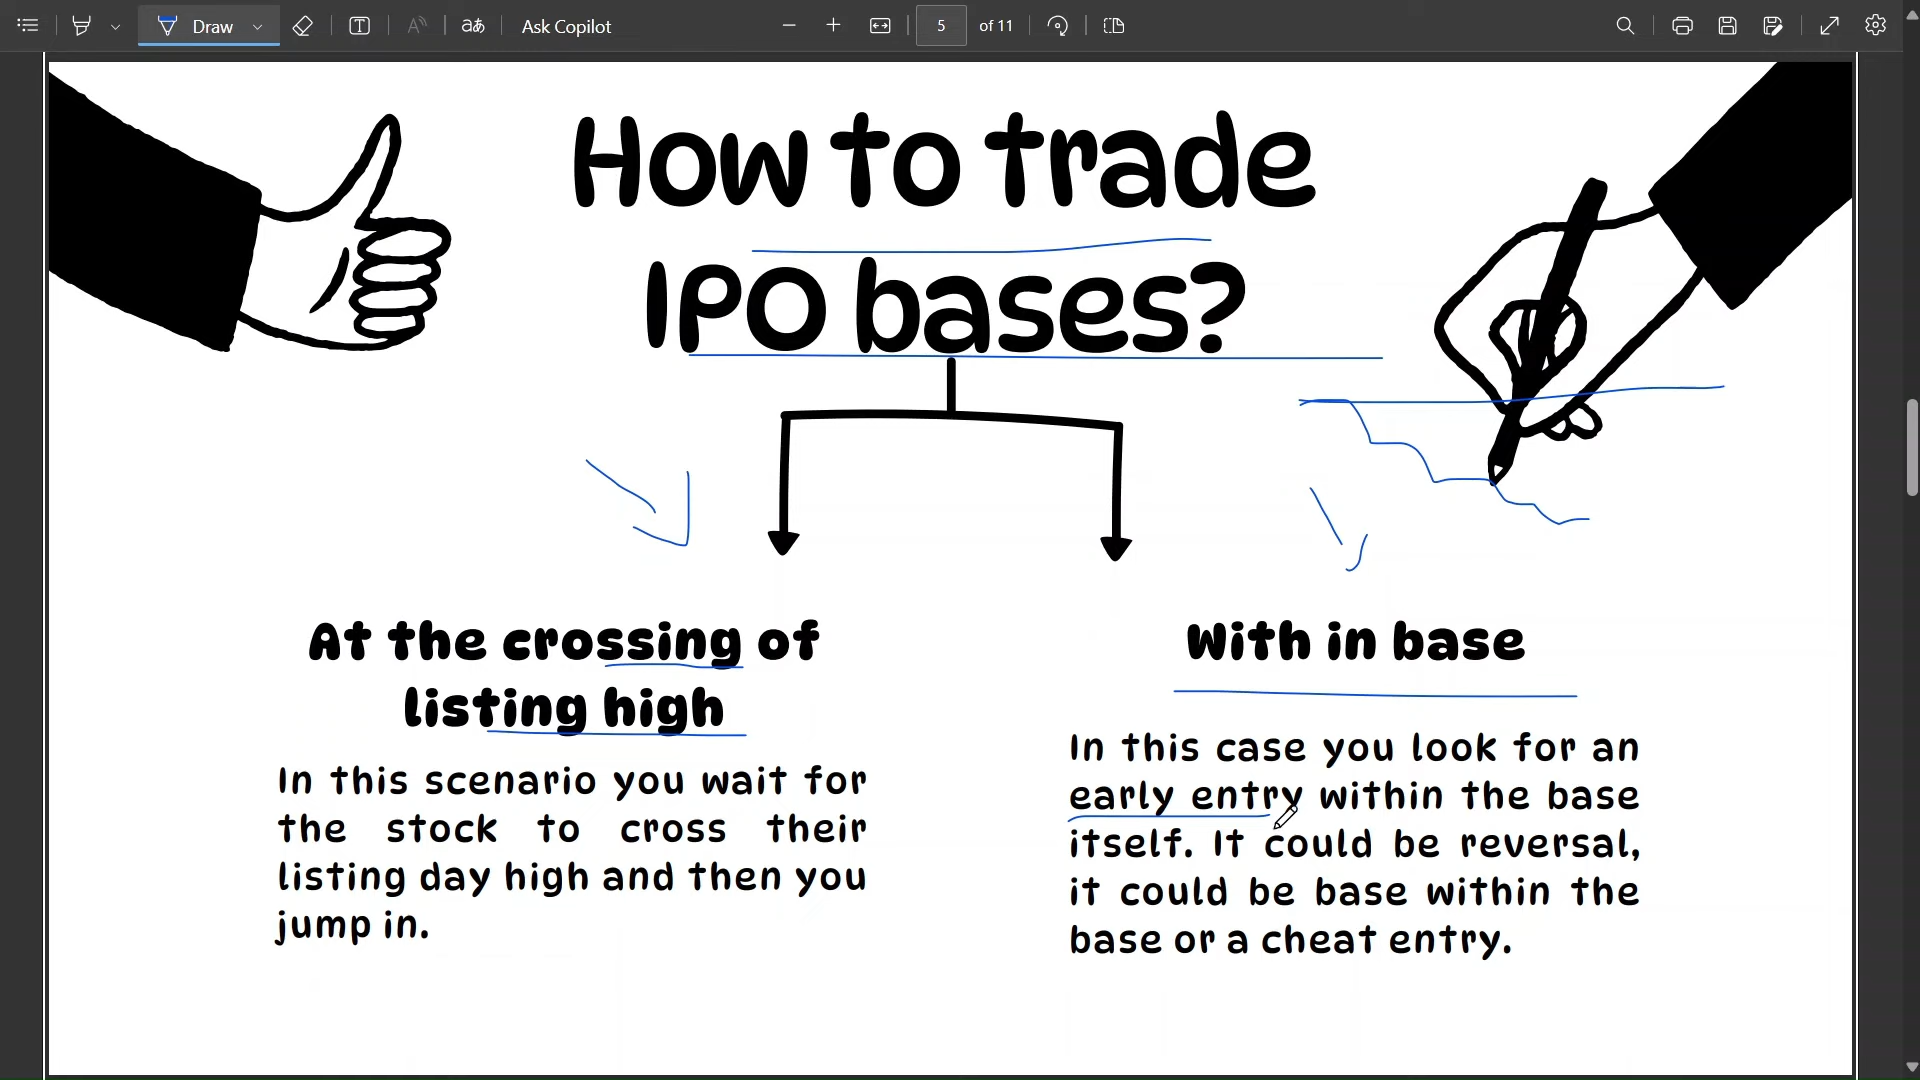 Draw
aあ
Ask Copilot
5
of 11
How to trade
IPO bases?
At the crossing of
listing high
In this scenario you wait for
the stock to cross their
listing day high and then you
jump in.
With in base
In this case you look for an
early entry within the base
itself. It could be reversal,
it could be base within the
base or a cheat entry.